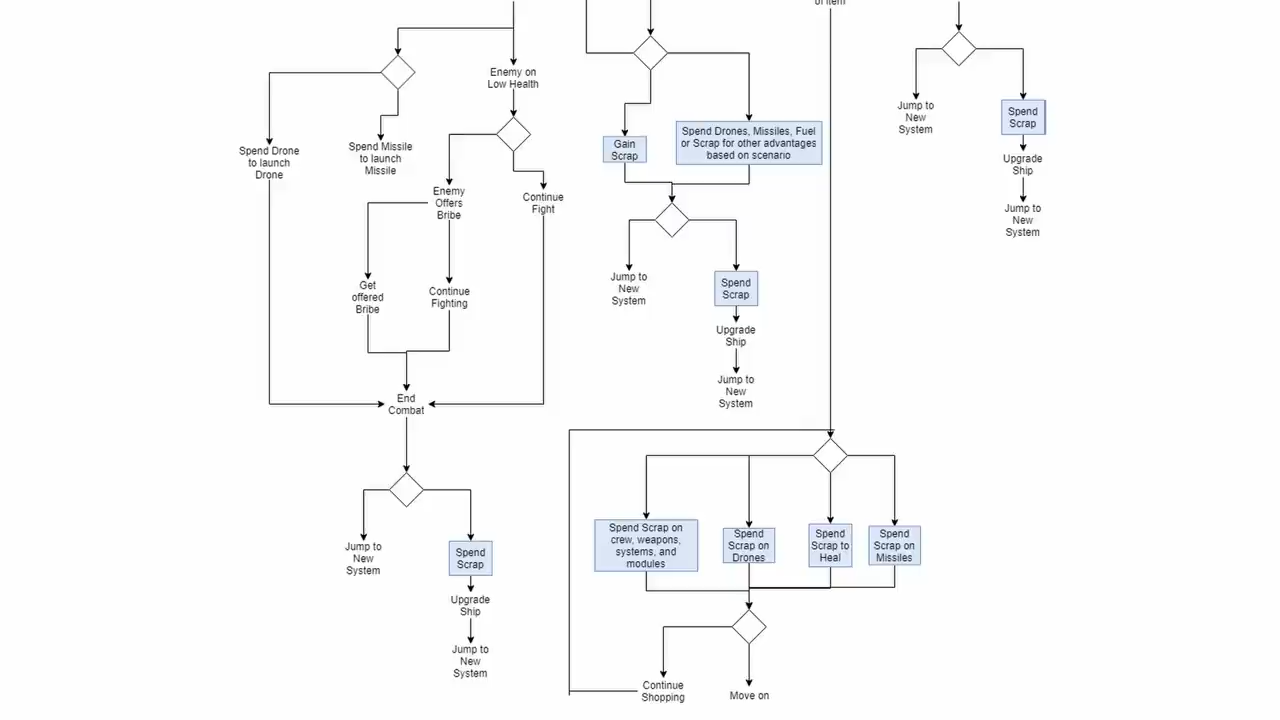 of item
Enemy on
Low Health
Jump to
New
System
Spend
Scrap
Spend Drone
to launch
Drone
Spend Missile
to launch
Missile
Gain
Scrap
Spend Drones, Missiles, Fuel
or Scrap for other advantages
based on scenario
Upgrade
Ship
Enemy
Offers
Bribe
Continue
Fight
Jump to
New
System
Get
offered
Bribe
Continue
Fighting
Jump to
New
System
Spend
Scrap
Upgrade
Ship
Jump to
New
System
End
Combat
Spend Scrap on
crew, weapons,
systems, and
modules
Spend
Scrap on
Drones
Spend
Scrap to
Heal
Spend
Scrap on
Missiles
Jump to
New
System
Spend
Scrap
Upgrade
Ship
Jump to
New
System
Continue
Shopping
Move on